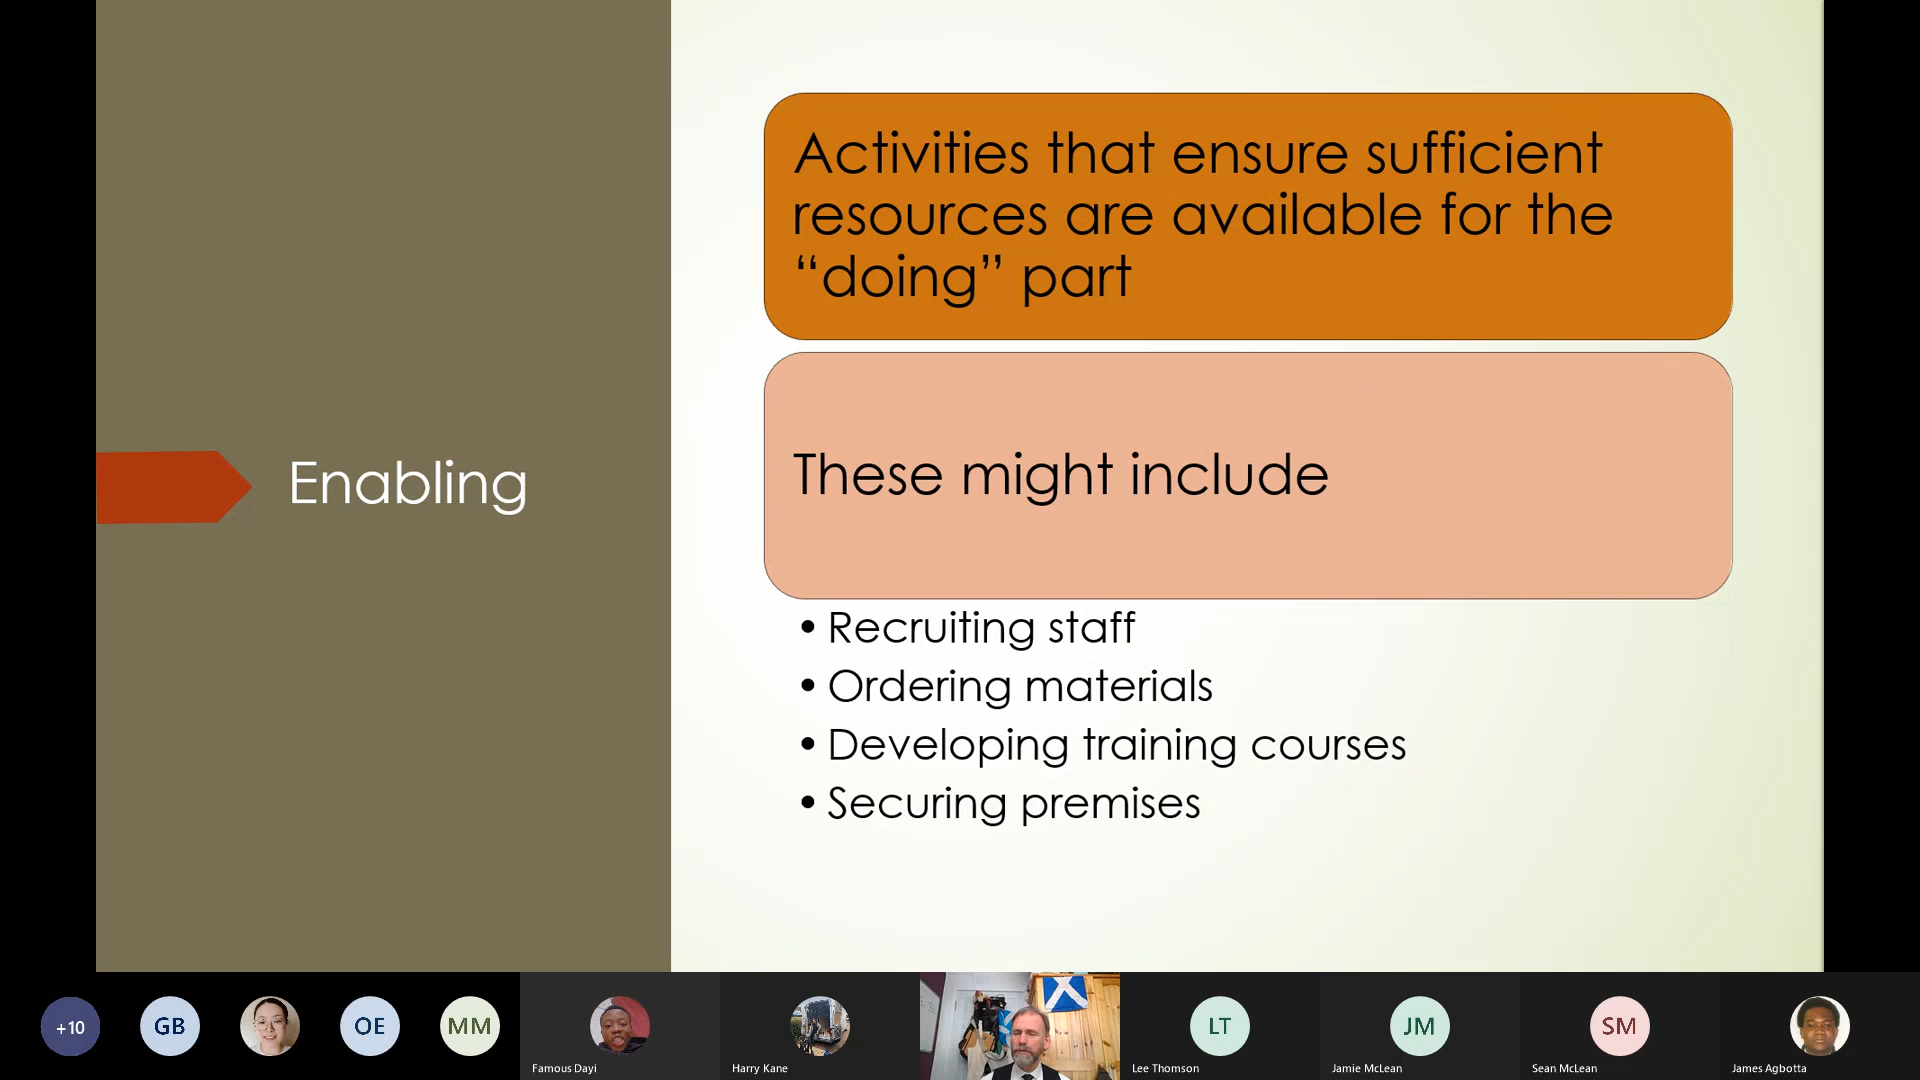 Enabling
Activities that ensure sufficient
resources are available for the
“doing” part
These might include
• Recruiting staff
• Ordering materials
• Developing training courses
• Securing premises
+10
GB
OE
MM
Famous Dayi
Harry Kane
LT
Lee Thomson
JM
Jamie McLean
SM
Sean McLean
James Agbotta